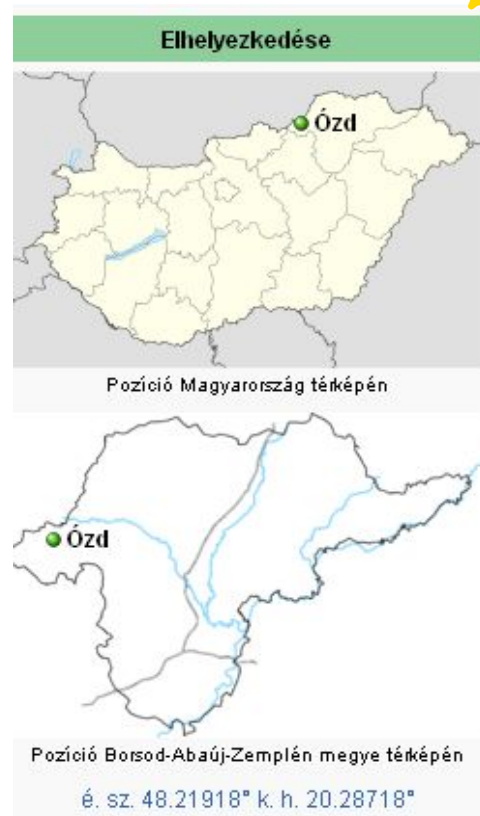 Elhelyezkedése
Ózd
Pozíció Magyarország térképén
Ózd
Pozíció Borsod-Abaúj-Zemplén megye térképén
é. sz. 48.21918° k. h. 20.28718°